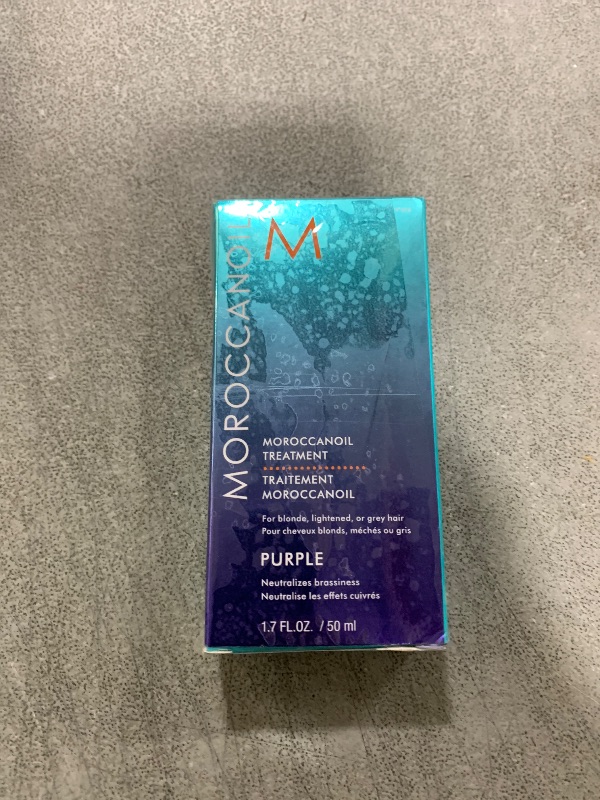 M
MOROCCANOIL
MOROCCANOIL
TREATMENT
TRAITEMENT
MOROCCANOIL
For blonde, lightened, or grey hair
Pour cheveux blonds, méchés ou gris
PURPLE
Neutralizes brassiness
Neutralise les effets cuivrés
1.7 FL.OZ. / 50 ml